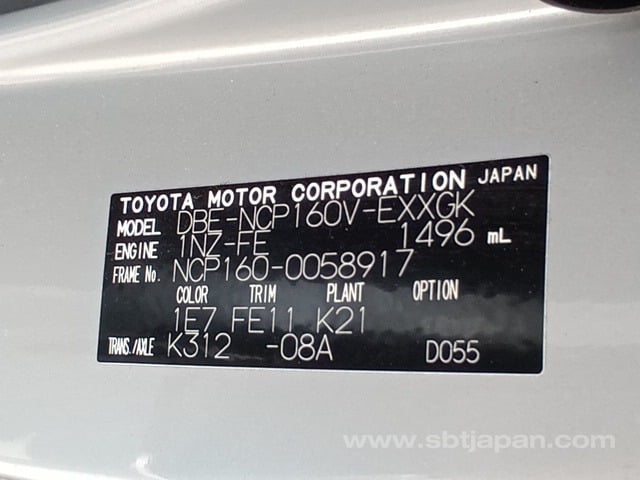 TOYOTA MOTOR CORPORATION JAPAN
MODEL DBE-NCP160V-EXXGK
ENGINE 1NZ-FE 1496 mL
FRAME No. NCP160-0058917
COLOR TRIM PLANT OPTION
1E7 FE11 K21
TRANS./AXLE K312 -08A D055
www.sbtjapan.com